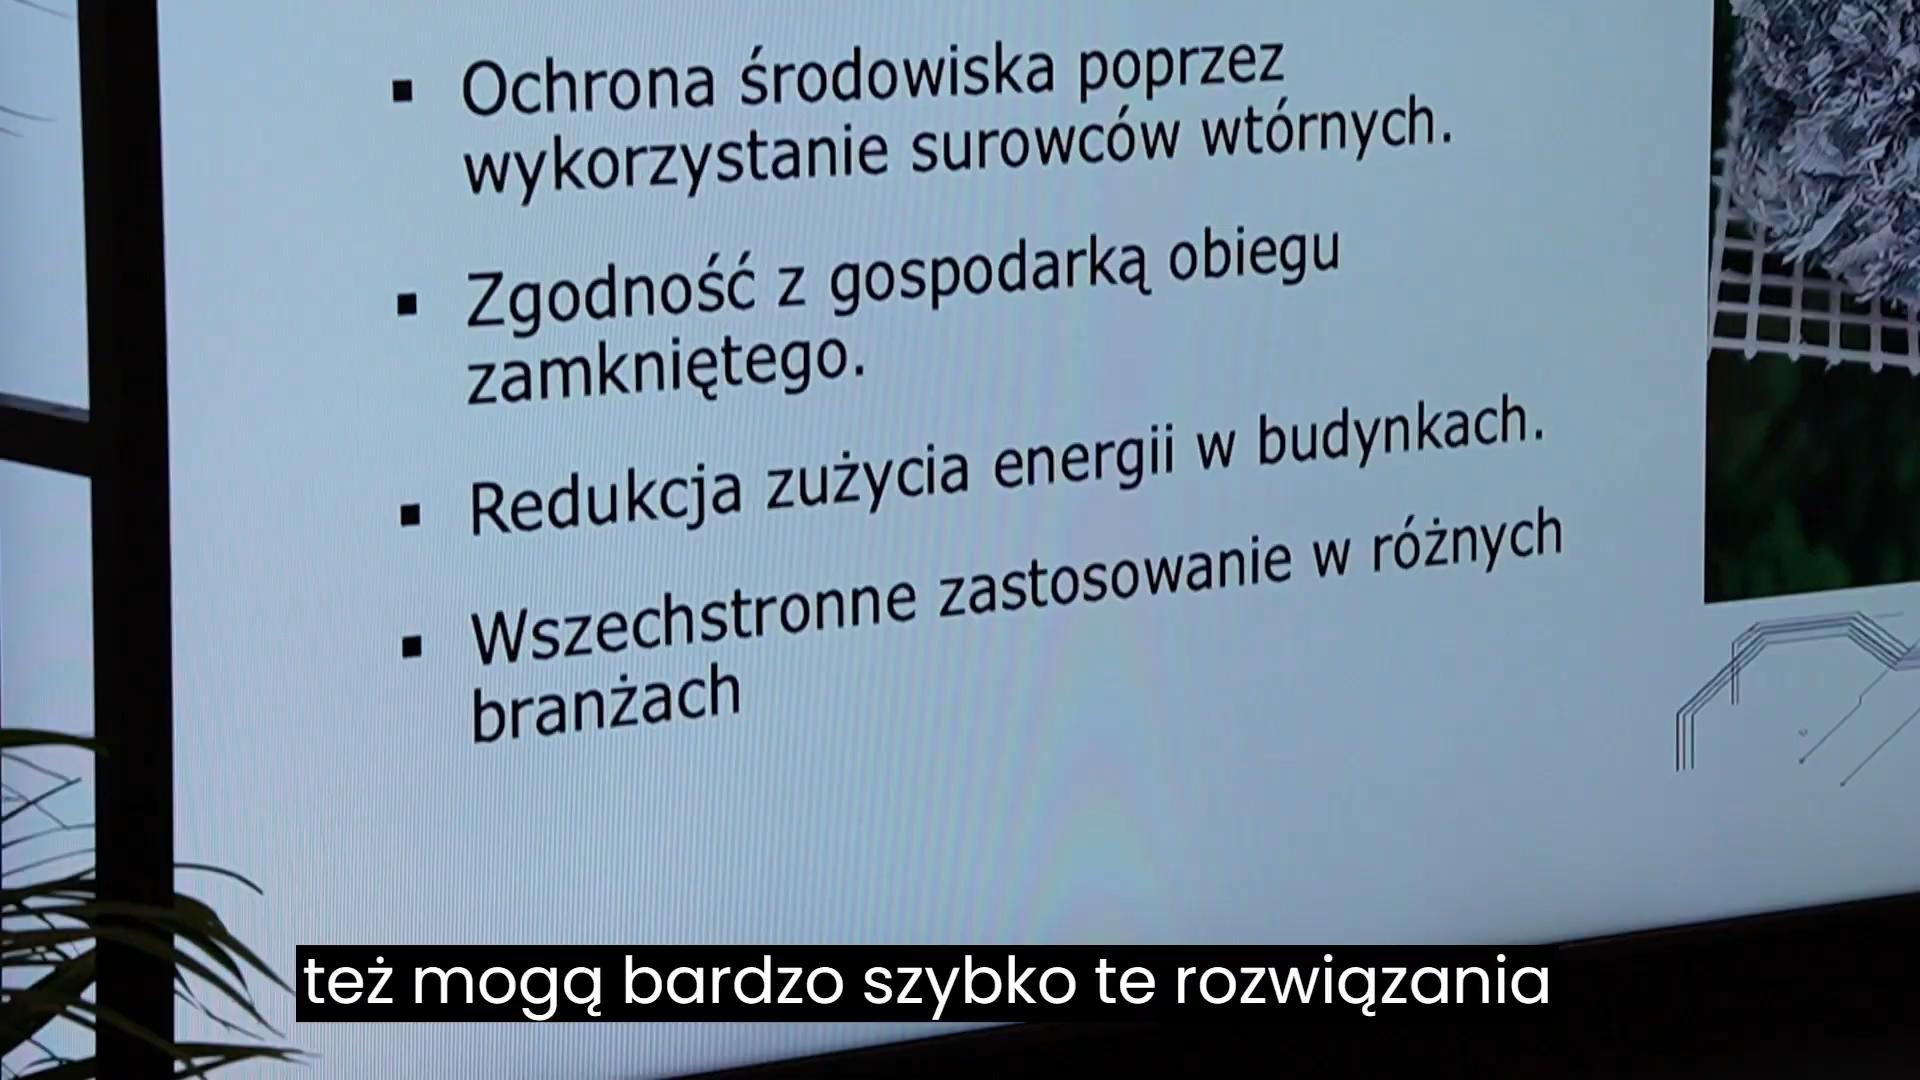 ▪ Ochrona środowiska poprzez
wykorzystanie surowców wtórnych.
▪ Zgodność z gospodarką obiegu
zamkniętego.
▪ Redukcja zużycia energii w budynkach.
▪ Wszechstronne zastosowanie w różnych
branżach
też mogą bardzo szybko te rozwiązania